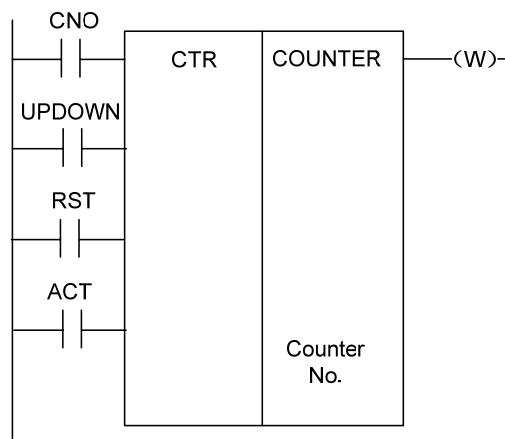 CNO
CTR COUNTER (W)
UPDOWN
RST
ACT
Counter
No.